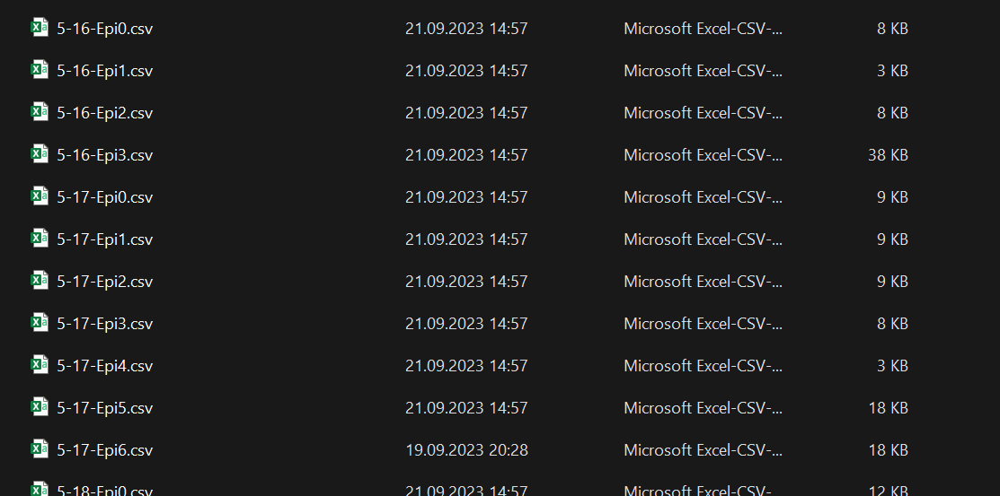 5-16-Epi0.csv 21.09.2023 14:57 Microsoft Excel-CSV-... 8 KB
5-16-Epi1.csv 21.09.2023 14:57 Microsoft Excel-CSV-... 3 KB
5-16-Epi2.csv 21.09.2023 14:57 Microsoft Excel-CSV-... 8 KB
5-16-Epi3.csv 21.09.2023 14:57 Microsoft Excel-CSV-... 38 KB
5-17-Epi0.csv 21.09.2023 14:57 Microsoft Excel-CSV-... 9 KB
5-17-Epi1.csv 21.09.2023 14:57 Microsoft Excel-CSV-... 9 KB
5-17-Epi2.csv 21.09.2023 14:57 Microsoft Excel-CSV-... 9 KB
5-17-Epi3.csv 21.09.2023 14:57 Microsoft Excel-CSV-... 8 KB
5-17-Epi4.csv 21.09.2023 14:57 Microsoft Excel-CSV-... 3 KB
5-17-Epi5.csv 21.09.2023 14:57 Microsoft Excel-CSV-... 18 KB
5-17-Epi6.csv 19.09.2023 20:28 Microsoft Excel-CSV-... 18 KB
5-18-Epi0.csv 21.09.2023 14:57 Microsoft Excel-CSV- 12 KB